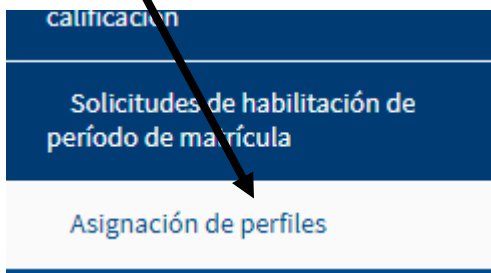 calificación
Solicitudes de habilitación de
período de matrícula
Asignación de perfiles